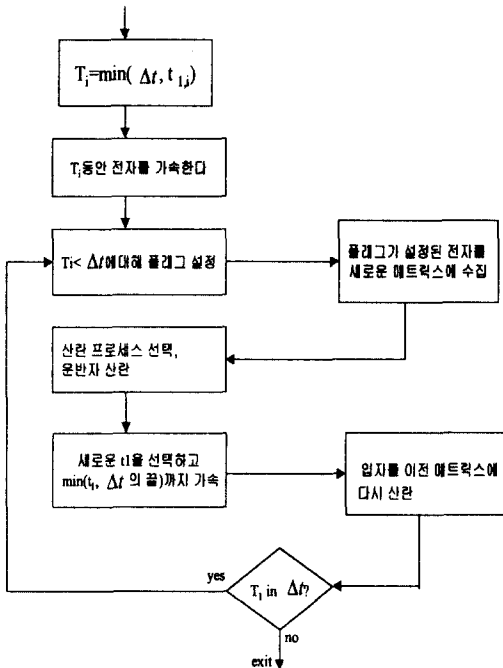 Ti=min( Δt, t1,i)
Ti동안 전자를 가속한다
Ti< Δt에대해 플래그 설정
플래그가 설정된 전자를
새로운 메트릭스에 수집
산란 프로세스 선택,
운반자 산란
새로운 t1을 선택하고
min(t1, Δt 의 끝)까지 가속
입자를 이전 메트릭스에
다시 산란
yes
T1 in Δt?
no
exit